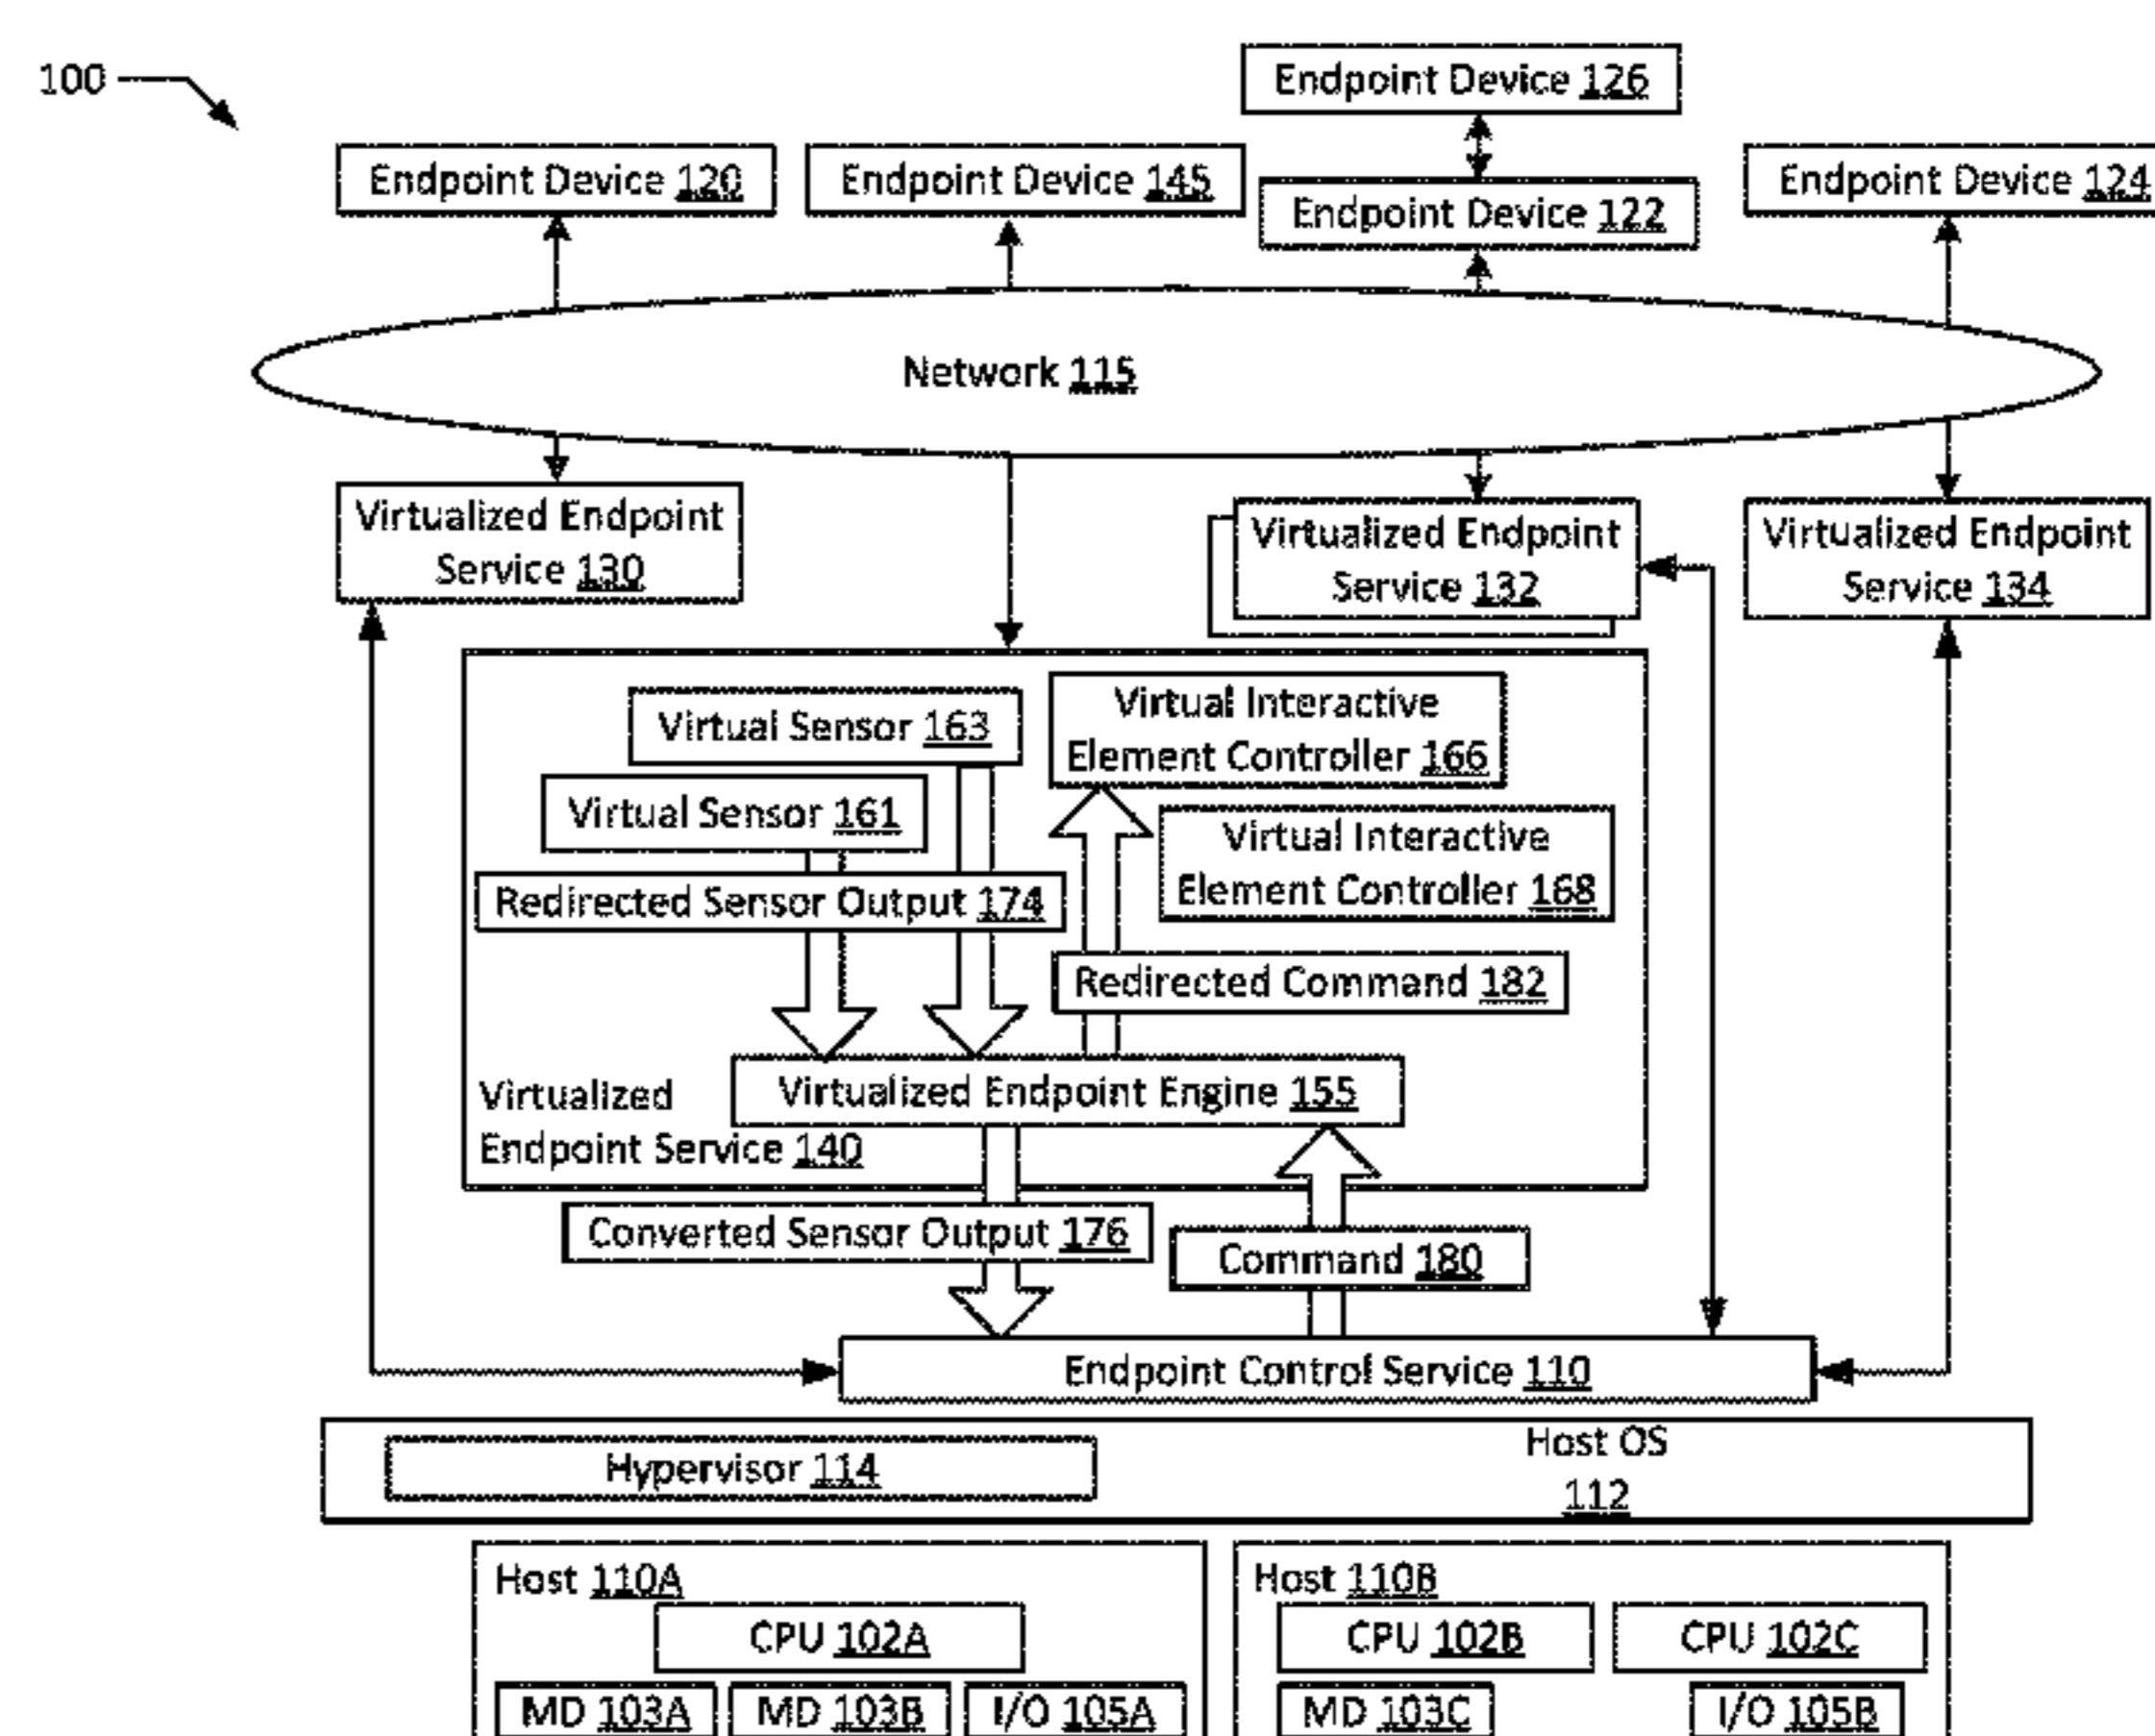 100
Endpoint Device 126
Endpoint Device 120
Endpoint Device 145
Endpoint Device 122
Endpoint Device 124
Network 115
Virtualized Endpoint
Service 130
Virtualized Endpoint
Service 132
Virtualized Endpoint
Service 134
Virtual Sensor 163
Virtual Interactive
Element Controller 166
Virtual Sensor 161
Virtual Interactive
Element Controller 168
Redirected Sensor Output 174
Redirected Command 182
Virtualized Endpoint Engine 155
Virtualized
Endpoint Service 140
Converted Sensor Output 176
Command 180
Endpoint Control Service 110
Hypervisor 114
Host OS
112
Host 110A
CPU 102A
MD 103A
MD 103B
I/O 105A
Host 110B
CPU 102B
CPU 102C
MD 103C
I/O 105B